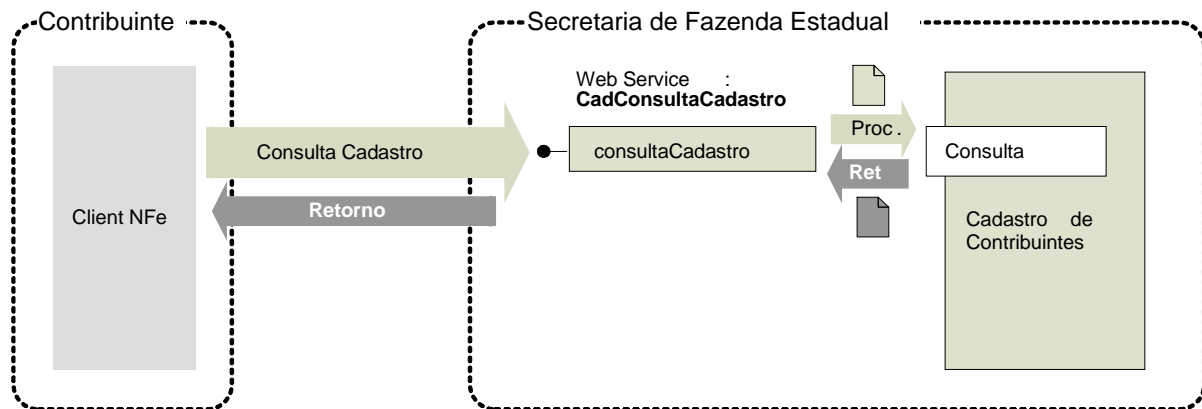 Contribuinte
Secretaria de Fazenda Estadual
Web Service :
CadConsultaCadastro
Consulta Cadastro
consultaCadastro
Proc .
Consulta
Ret
Retorno
Client NFe
Cadastro de
Contribuintes